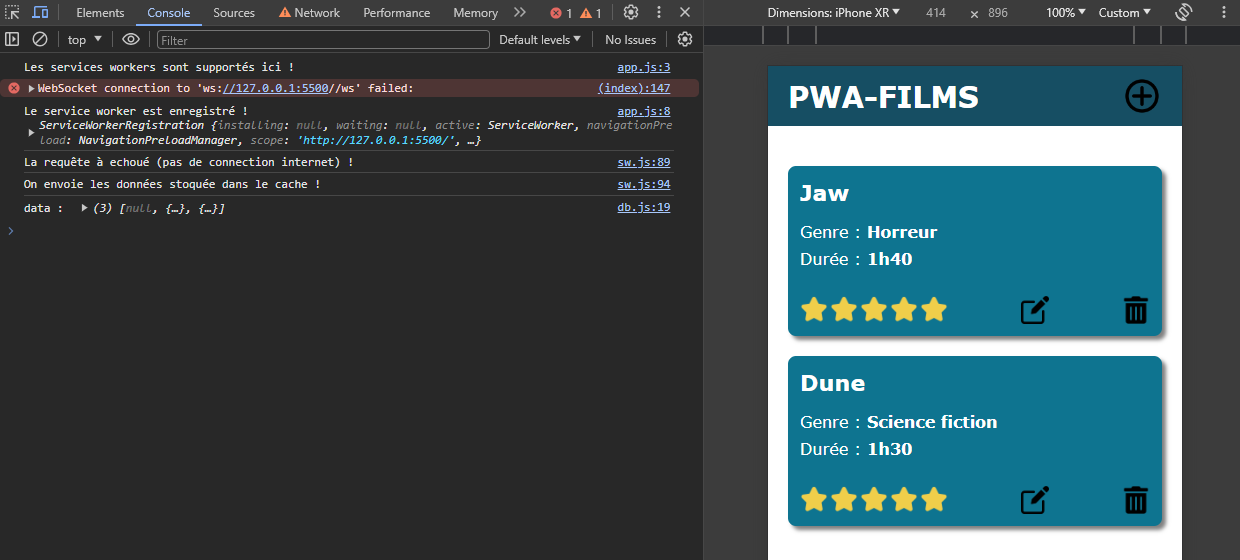 Elements Console Sources Network Performance Memory 1 1
top Filter Default levels No Issues
Les services workers sont supportés ici ! app.js:3
WebSocket connection to 'ws://127.0.0.1:5500//ws' failed: (index):147
Le service worker est enregistré ! app.js:8
ServiceWorkerRegistration {installing: null, waiting: null, active: ServiceWorker, navigationPre
load: NavigationPreloadManager, scope: 'http://127.0.0.1:5500/', …}
La requête à echoué (pas de connection internet) ! sw.js:89
On envoie les données stoquée dans le cache ! sw.js:94
data : (3) [null, {…}, {…}] db.js:19
Dimensions: iPhone XR 414 x 896 100% Custom
PWA-FILMS
Jaw
Genre : Horreur
Durée : 1h40
Dune
Genre : Science fiction
Durée : 1h30